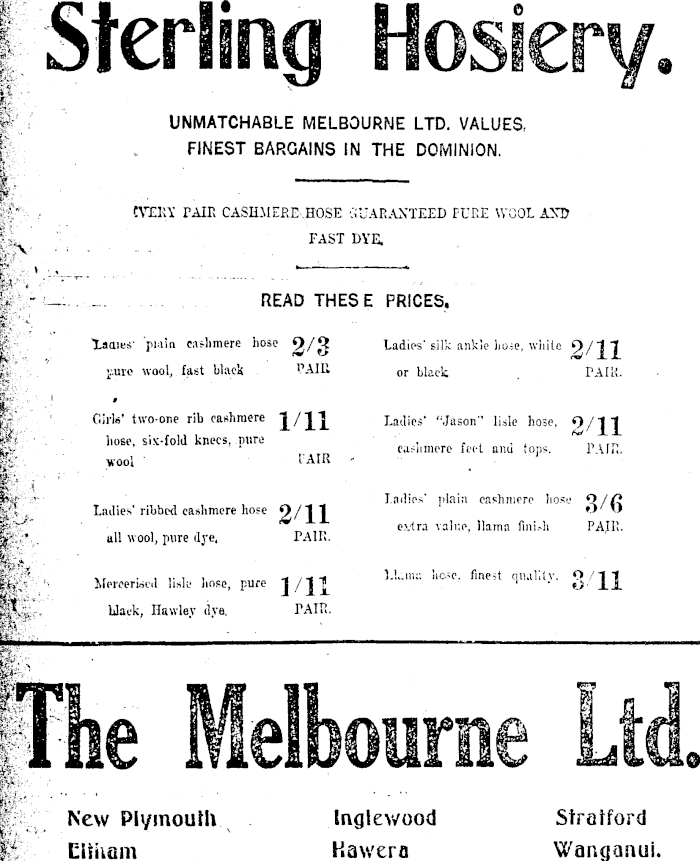 Sterling Hosiery.
UNMATCHABLE MELBOURNE LTD. VALUES,
FINEST BARGAINS IN THE DOMINION.
EVERY PAIR CASHMERE HOSE GUARANTEED PURE WOOL AND
FAST DYE.
READ THESE PRICES.
Ladies' plain cashmere hose 2/3
pure wool, fast black PAIR
Girls' two-one rib cashmere 1/11
hose, six-fold knees, pure
wool PAIR
Ladies' ribbed cashmere hose 2/11
all wool, pure dye. PAIR.
Mercerised lisle hose, pure 1/11
black, Hawley dye. PAIR.
Ladies' silk ankle hose, white 2/11
or black PAIR.
Ladies' "Jason" lisle hose, 2/11
cashmere feet and tops. PAIR.
Ladies' plain cashmere hose 3/6
extra value, llama finish PAIR.
Llama hose, finest quality. 3/11
The Melbourne Ltd.
New Plymouth Inglewood Stratford
Eltham Hawera Wanganui.